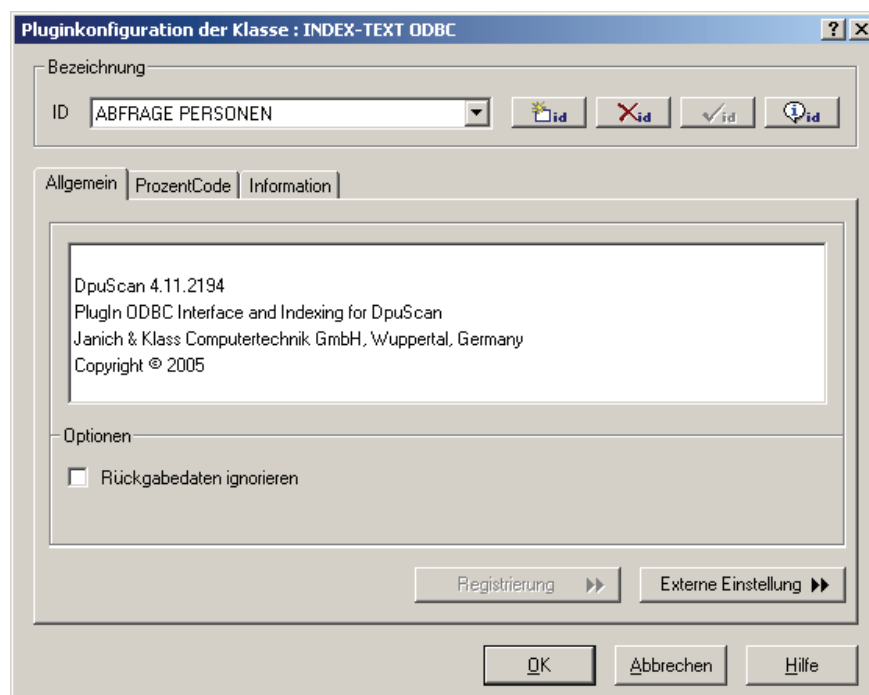 Pluginkonfiguration der Klasse : INDEX-TEXT ODBC
Bezeichnung
ID ABFRAGE PERSONEN id id id id
Allgemein ProzentCode Information
DpuScan 4.11.2194
PlugIn ODBC Interface and Indexing for DpuScan
Janich & Klass Computertechnik GmbH, Wuppertal, Germany
Copyright © 2005
Optionen
Rückgabedaten ignorieren
Registrierung Externe Einstellung
OK Abbrechen Hilfe